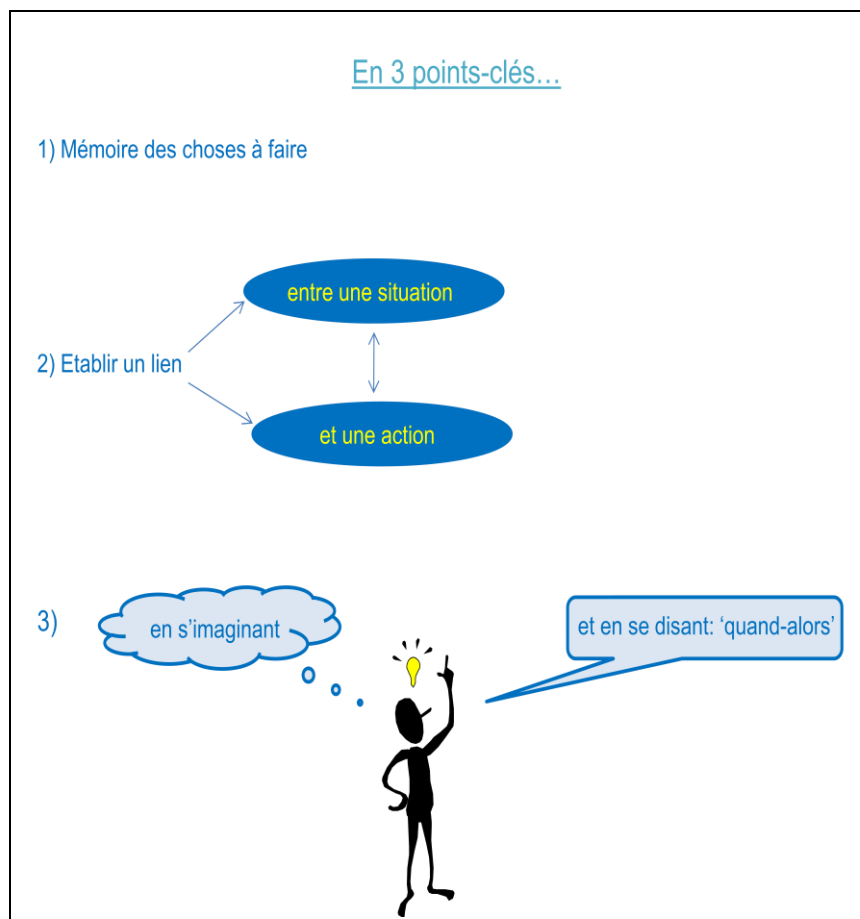 En 3 points-clés…
1) Mémoire des choses à faire
entre une situation
2) Etablir un lien
et une action
3)
en s’imaginant
et en se disant: ‘quand-alors’